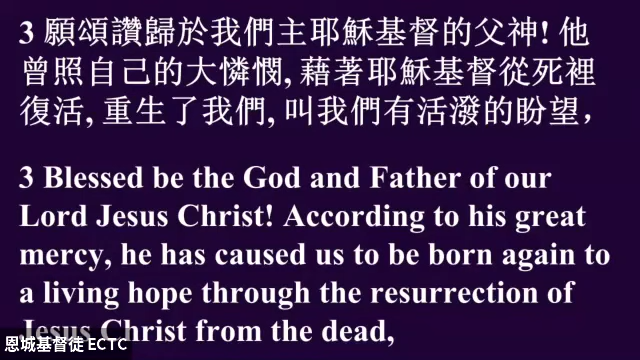 3 願頌讚歸於我們主耶穌基督的父神! 他
曾照自己的大憐憫, 藉著耶穌基督從死裡
復活, 重生了我們, 叫我們有活潑的盼望，
3 Blessed be the God and Father of our
Lord Jesus Christ! According to his great
mercy, he has caused us to be born again to
a living hope through the resurrection of
Jesus Christ from the dead,
恩城基督徒 ECTC